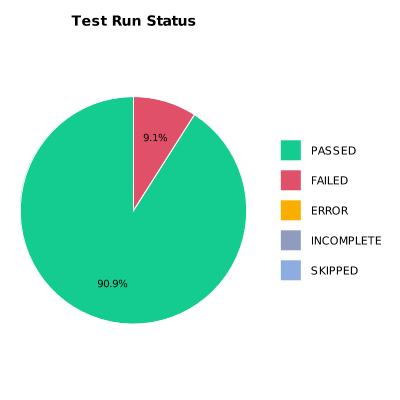 Test Run Status
9.1%
90.9%
PASSED
FAILED
ERROR
INCOMPLETE
SKIPPED